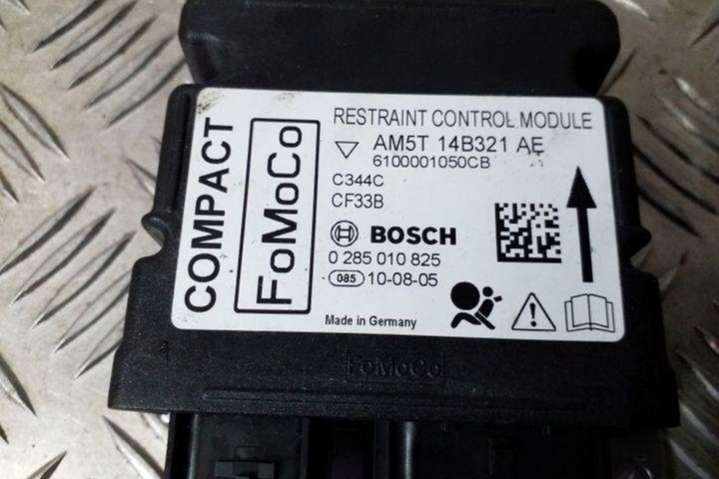 COMPACT
FoMoCo
RESTRAINT CONTROL MODULE
AM5T 14B321 AE
6100001050CB
C344C
CF33B
BOSCH
0 285 010 825
085 10-08-05
Made in Germany
FoMoCo